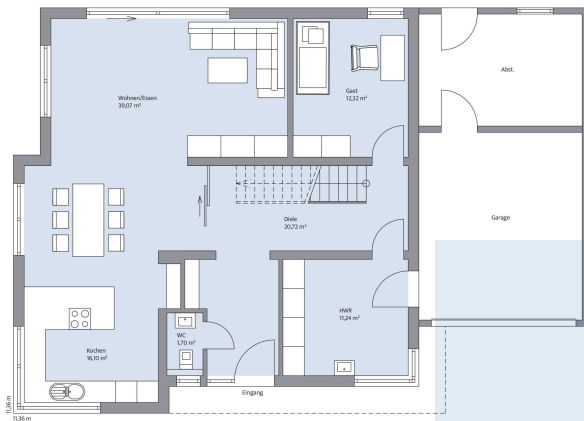 Abst.
Gast
12,32 m²
Wohnen/Essen
39,07 m²
Diele
20,72 m²
Garage
HWR
11,24 m²
WC
1,70 m²
Kochen
16,10 m²
Eingang
11,36 m
11,36 m